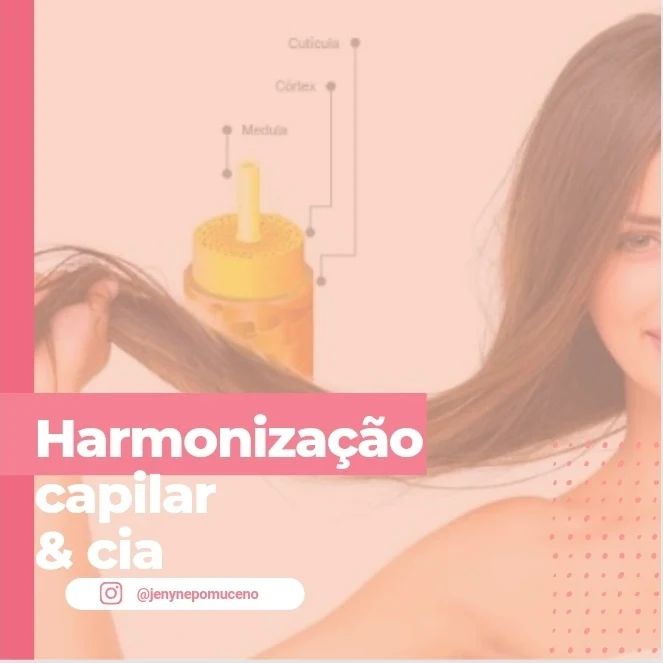 Cutícula
Córtex
Medula
Harmonização
capilar
& cia
@jenynepomuceno